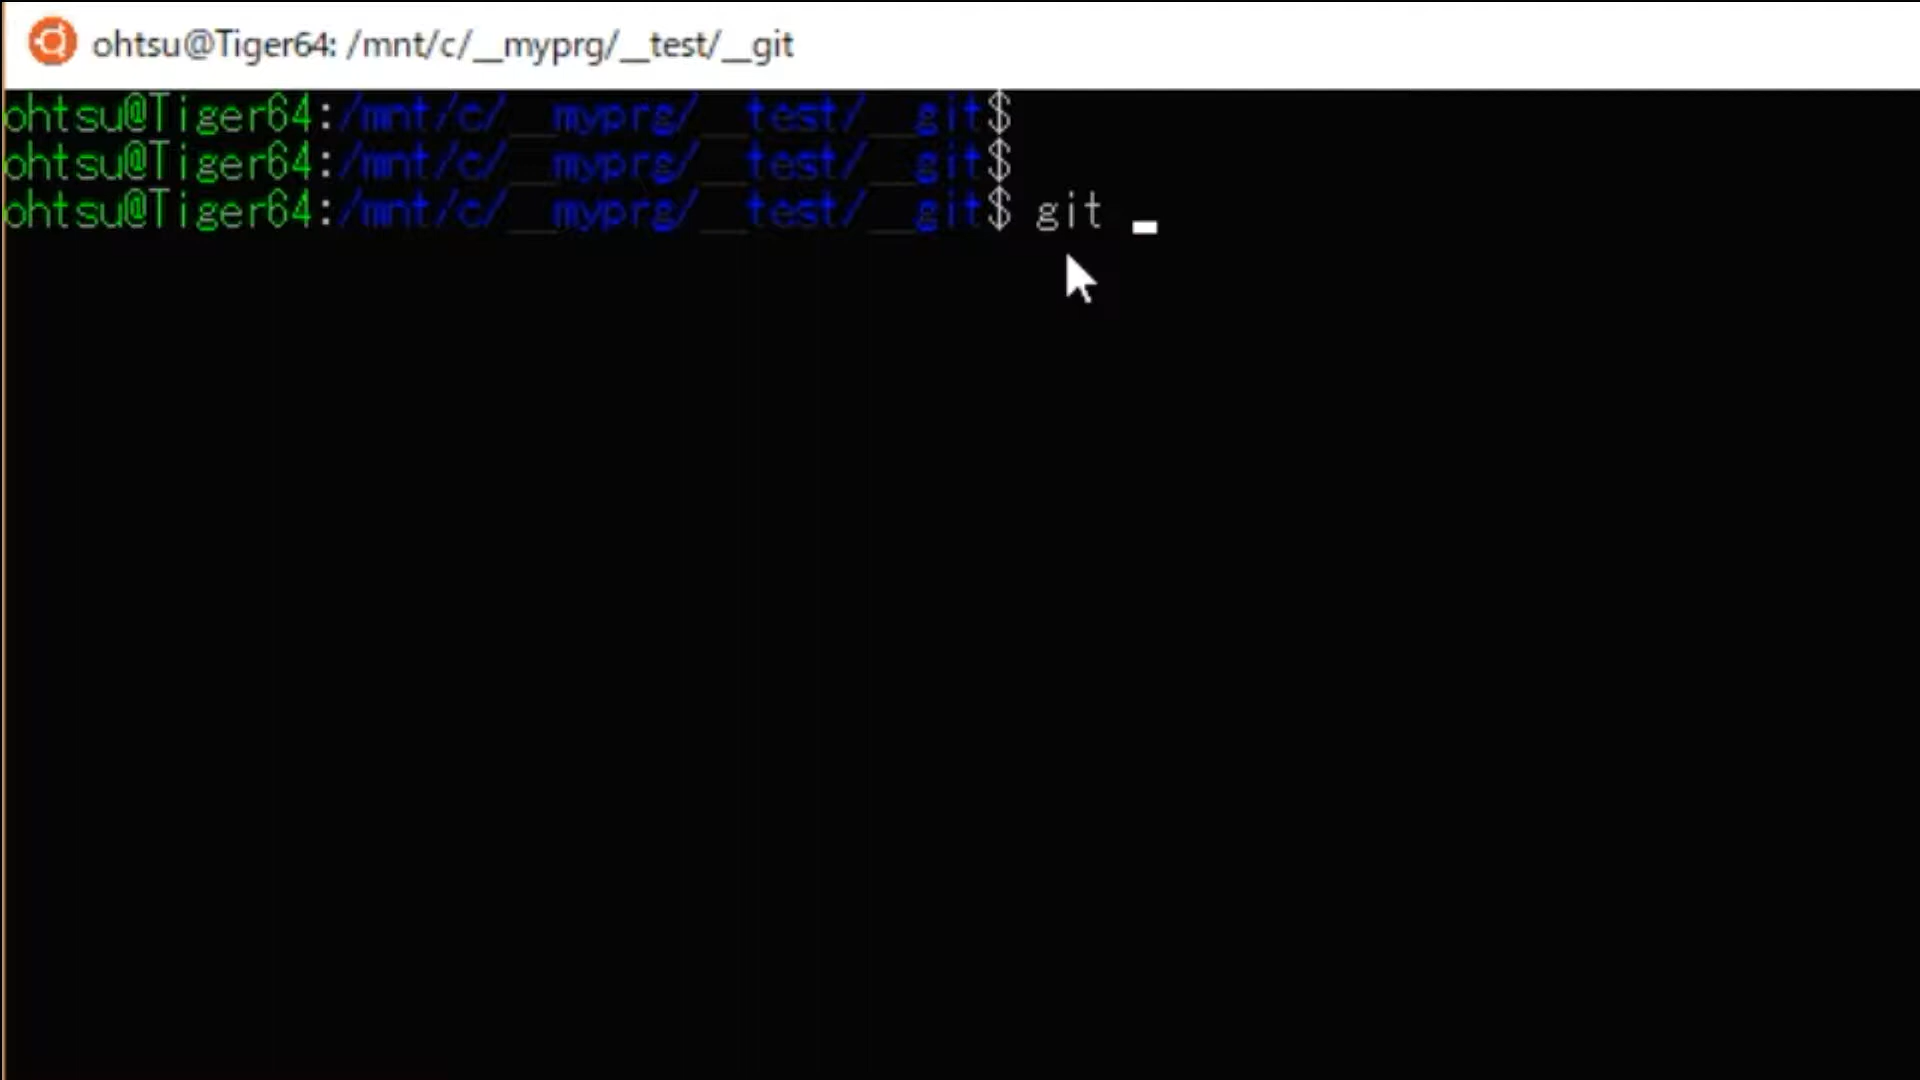 ohtsu@Tiger64: /mnt/c/__myprg/__test/__git
ohtsu@Tiger64:/mnt/c/__myprg/__test/__git$
ohtsu@Tiger64:/mnt/c/__myprg/__test/__git$
ohtsu@Tiger64:/mnt/c/__myprg/__test/__git$ git